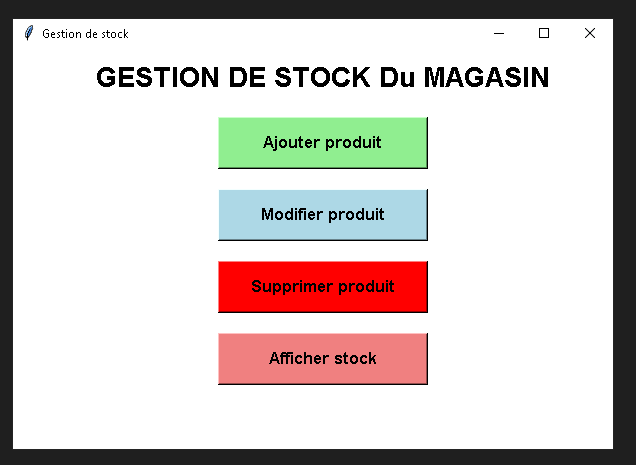 Gestion de stock
GESTION DE STOCK Du MAGASIN
Ajouter produit
Modifier produit
Supprimer produit
Afficher stock